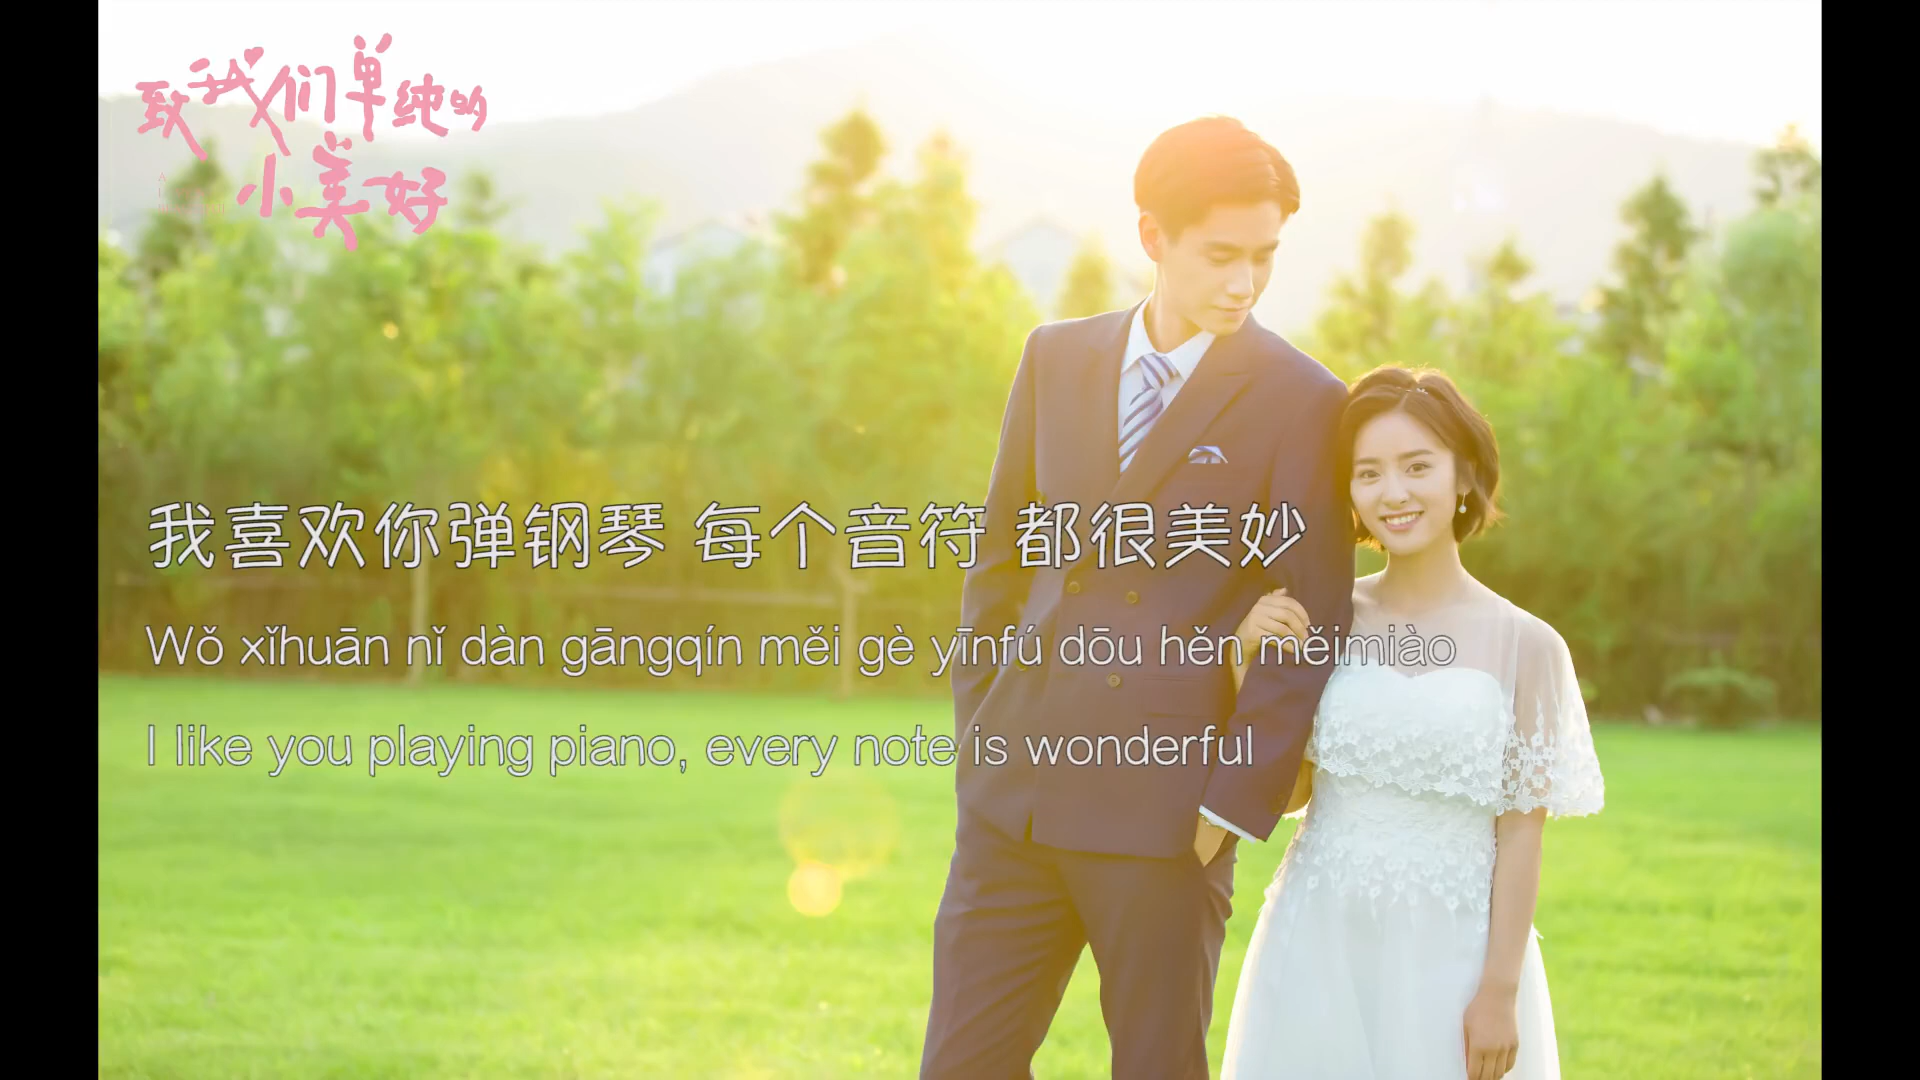 致我们单纯的
小美好
我喜欢你弹钢琴 每个音符 都很美妙
Wǒ xǐhuān nǐ dàn gāngqín měi gè yīnfú dōu hěn měimiào
I like you playing piano, every note is wonderful